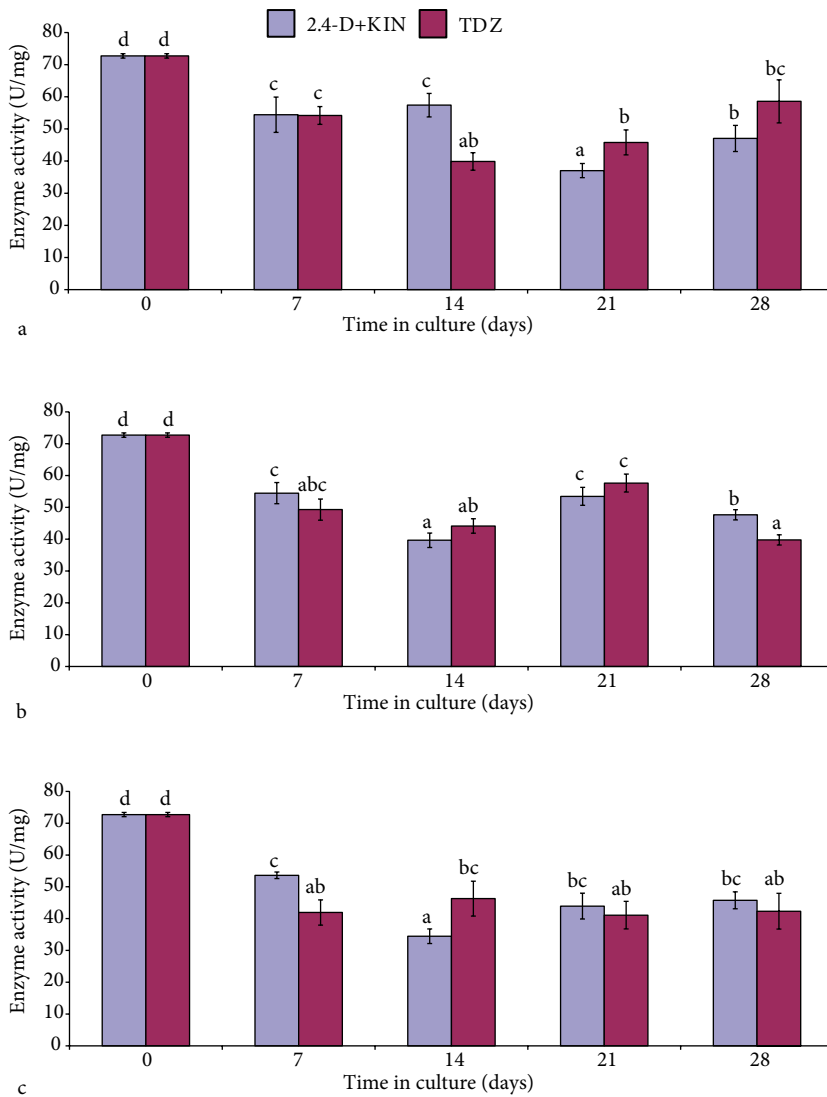 2.4-D+KIN TDZ
Enzyme activity (U/mg)
80
70
60
50
40
30
20
10
0
d d c c c ab a b b bc
0 7 14 21 28
Time in culture (days)
a
Enzyme activity (U/mg)
80
70
60
50
40
30
20
10
0
d d c abc a ab c c b a
0 7 14 21 28
Time in culture (days)
b
Enzyme activity (U/mg)
80
70
60
50
40
30
20
10
0
d d c ab a bc bc ab bc ab
0 7 14 21 28
Time in culture (days)
c